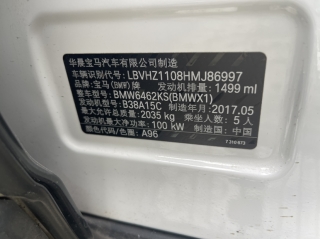 华晨宝马汽车有限公司制造
车辆识别代号: LBVHZ1108HMJ86997
品牌: 宝马(BMW)牌 发动机排量: 1499 ml
整车型号: BMW6462KS(BMWX1)
发动机型号: B38A15C 制造年月: 2017.05
最大允许总质量: 2035 kg 乘坐人数: 5 人
发动机最大净功率: 100 kW 制造国: 中国
车身颜色代码: A96